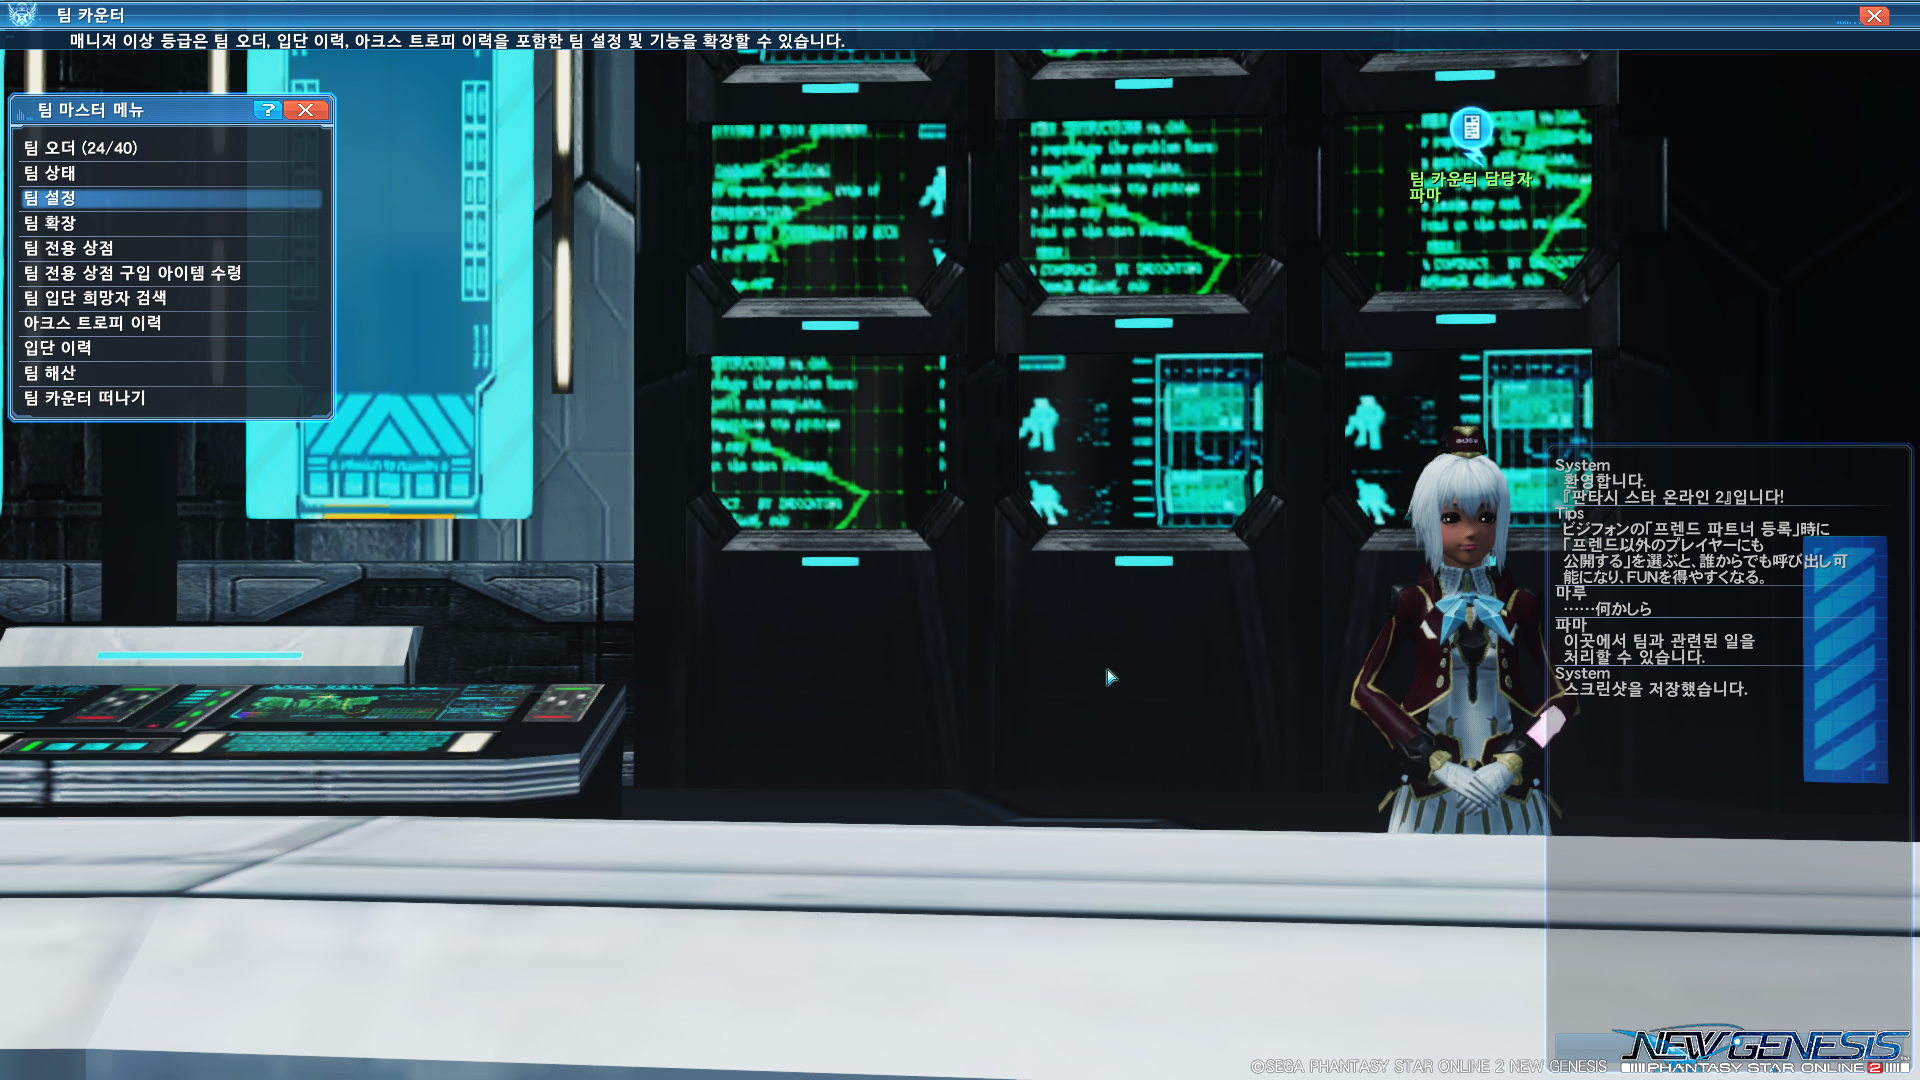 팀 카운터
매니저 이상 등급은 팀 오더, 입단 이력, 아크스 트로피 이력을 포함한 팀 설정 및 기능을 확장할 수 있습니다.
팀 마스터 메뉴
?
팀 오더 (24/40)
팀 상태
팀 설정
팀 확장
팀 전용 상점
팀 전용 상점 구입 아이템 수령
팀 입단 희망자 검색
아크스 트로피 이력
입단 이력
팀 해산
팀 카운터 떠나기
팀 카운터 담당자
파마
System
환영합니다.
『판타시 스타 온라인 2』입니다!
Tips
ビジフォンの「프렌드 파트너 등록」時に
「프렌드以外のプレイヤーにも
公開する」を選ぶと、誰からでも呼び出し可
能になり、FUNを得やすくなる。
마루
……何かしら
파마
이곳에서 팀과 관련된 일을
처리할 수 있습니다.
System
스크린샷을 저장했습니다.
©SEGA PHANTASY STAR ONLINE 2 NEW GENESIS
NEW GENESIS
PHANTASY STAR ONLINE 2